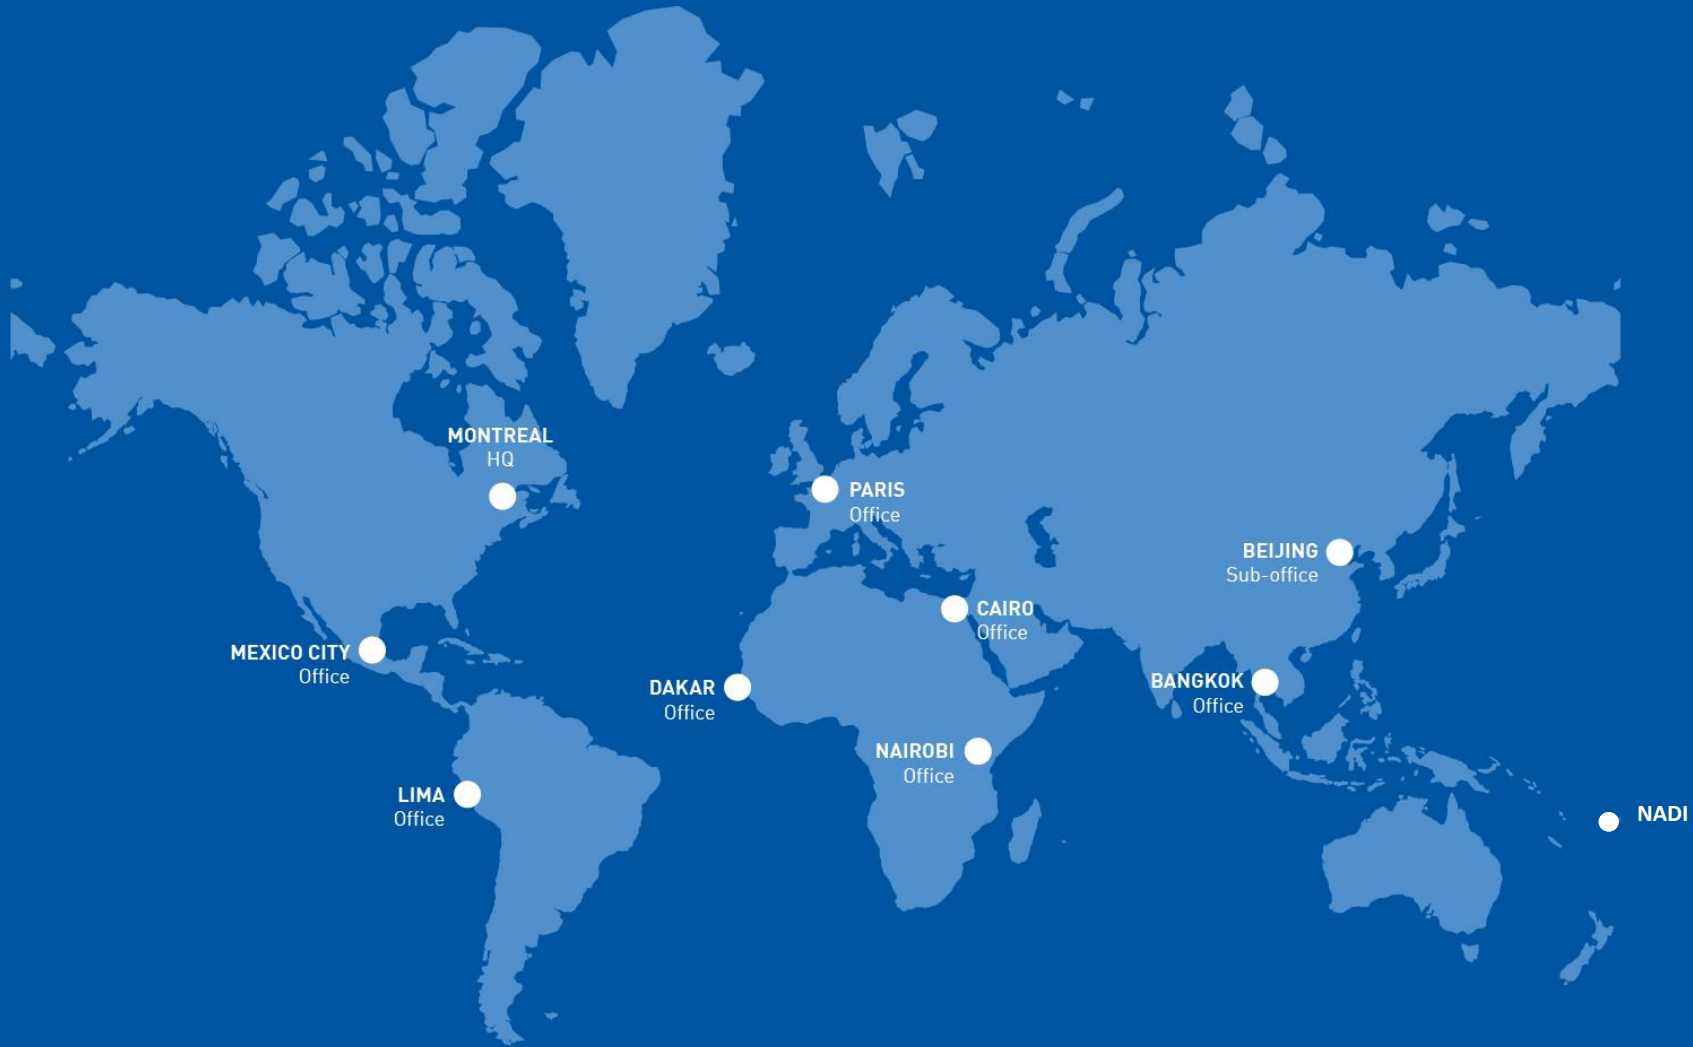 MONTREAL
HQ
PARIS
Office
BEIJING
Sub-office
CAIRO
Office
MEXICO CITY
Office
DAKAR
Office
BANGKOK
Office
NAIROBI
Office
LIMA
Office
NADI